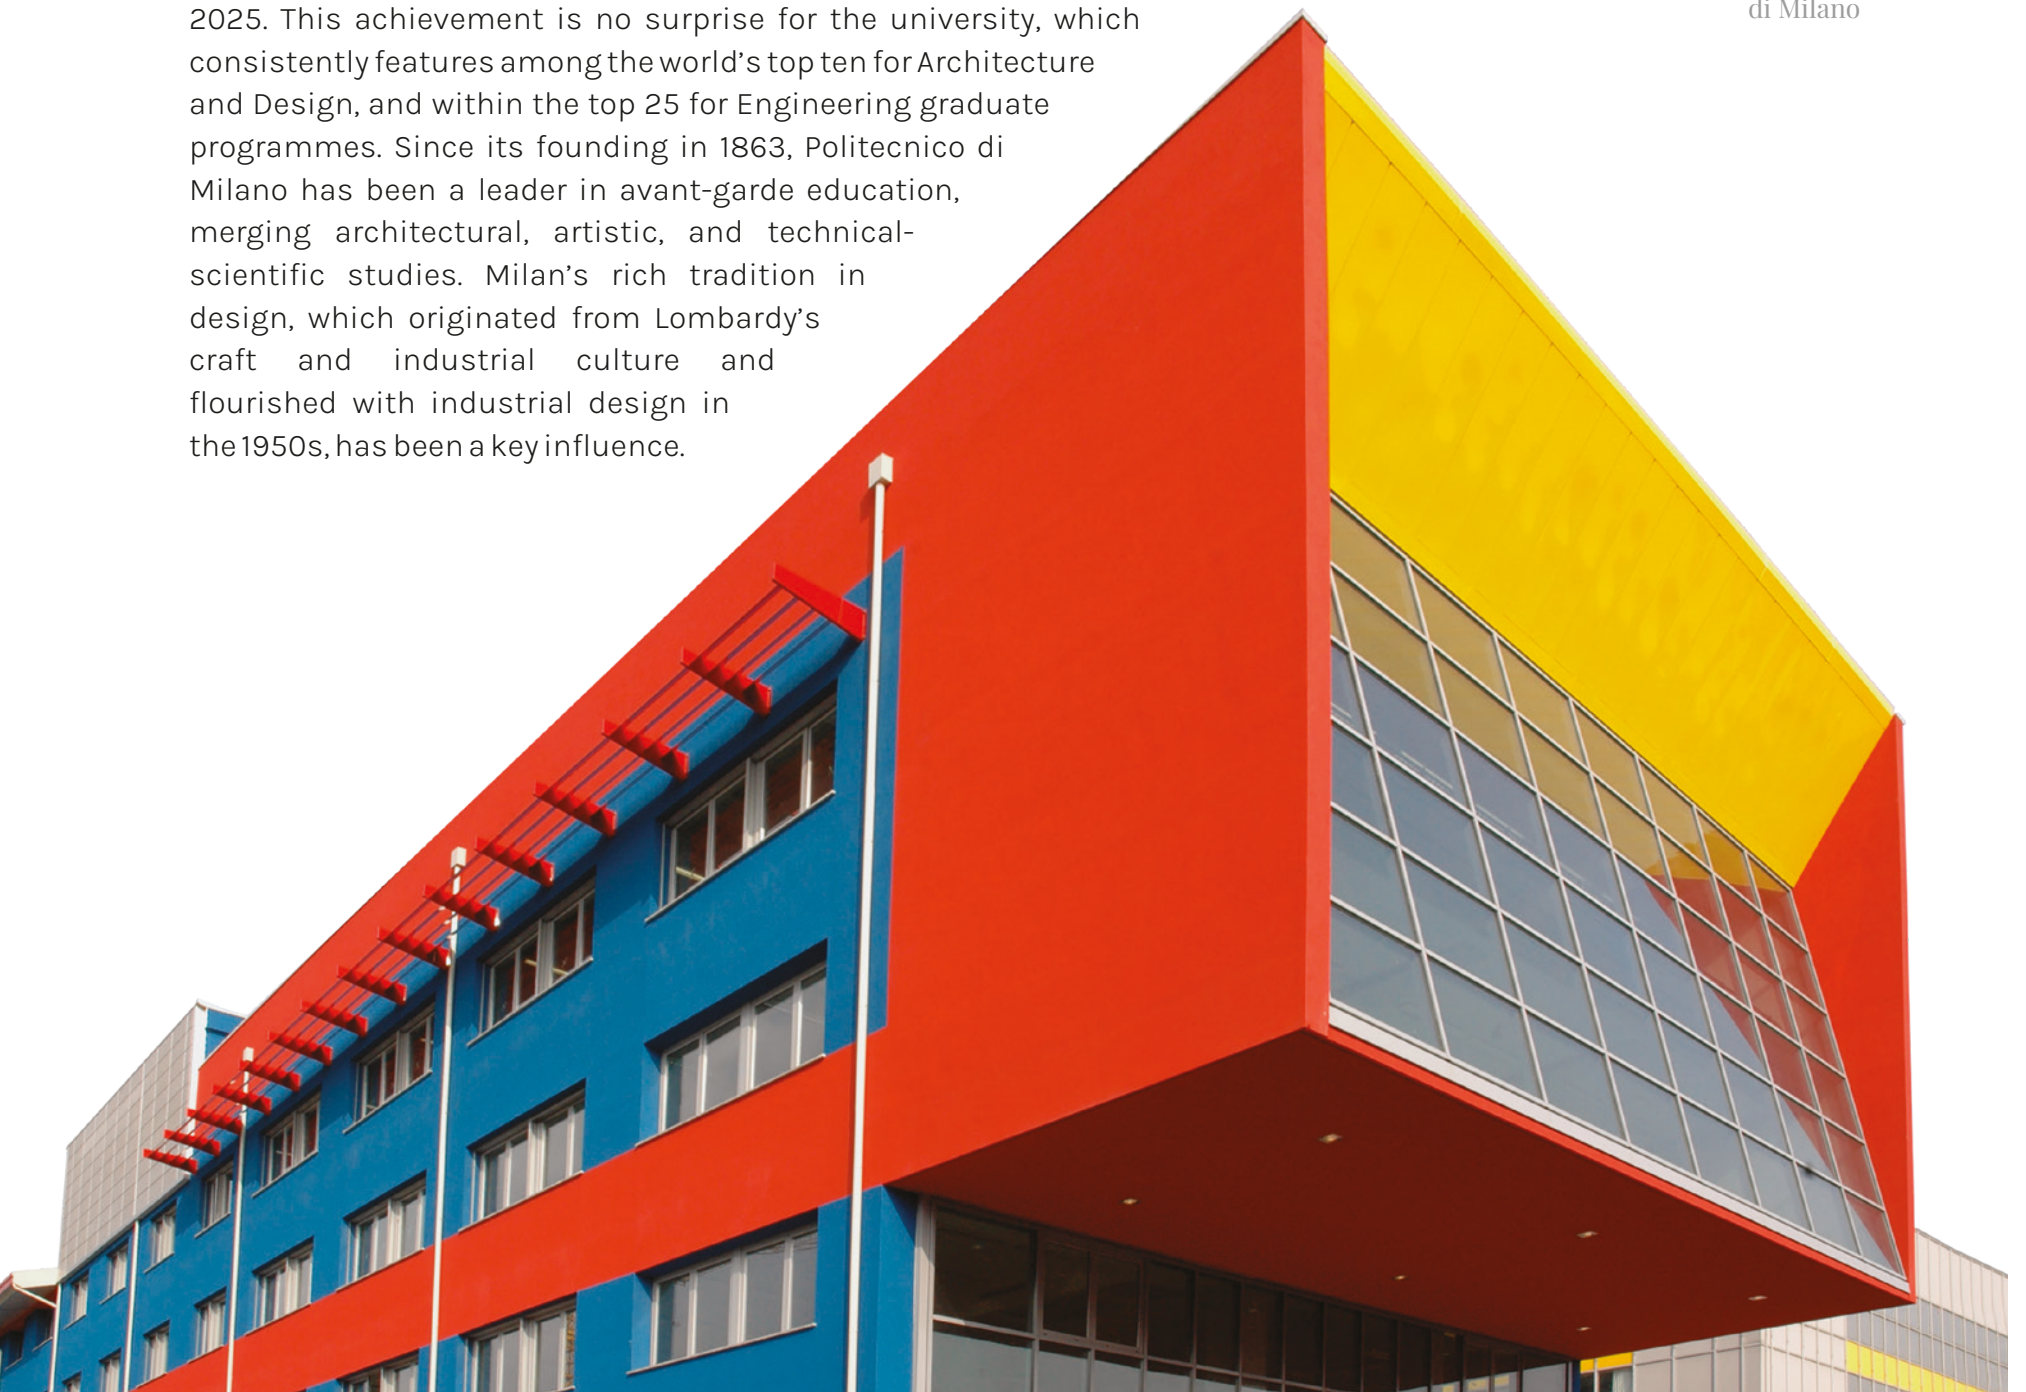 di Milano
2025. This achievement is no surprise for the university, which
consistently features among the world's top ten for Architecture
and Design, and within the top 25 for Engineering graduate
programmes. Since its founding in 1863, Politecnico di
Milano has been a leader in avant-garde education,
merging architectural, artistic, and technical-
scientific studies. Milan's rich tradition in
design, which originated from Lombardy's
craft and industrial culture and
flourished with industrial design in
the 1950s, has been a key influence.